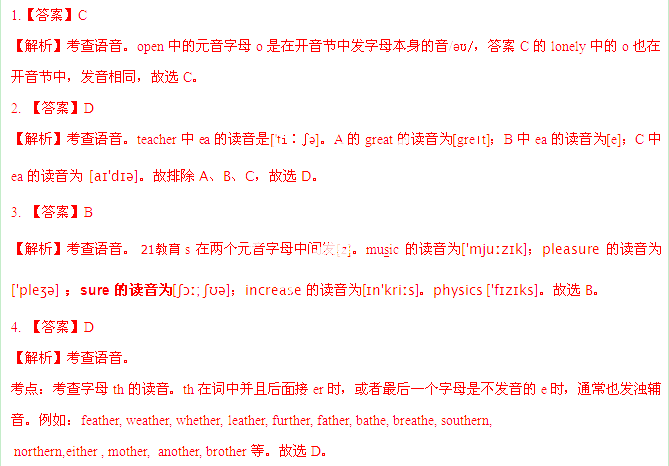 1.【答案】C
【解析】考查语音。open 中的元音字母 o 是在开音节中发字母本身的音/əʊ/，答案 C 的 lonely 中的 o 也在
开音节中，发音相同，故选 C。
2. 【答案】D
【解析】考查语音。teacher 中 ea 的读音是['tiːʃə]。A 的 great 的读音为[greɪt]；B 中 ea 的读音为[e]；C 中
ea 的读音为 [aɪ'dɪə]。故排除 A、B、C，故选 D。
3. 【答案】B
【解析】考查语音。 21教育 s 在两个元音字母中间发[z]。music 的读音为['mjuːzɪk]；pleasure 的读音为
['pleʒə] ；sure 的读音为[ʃɔː; ʃʊə]；increase 的读音为[ɪn'kriːs]。physics ['fɪzɪks]。故选 B。
4. 【答案】D
【解析】考查语音。
考点：考查字母 th 的读音。th 在词中并且后面接 er 时，或者最后一个字母是不发音的 e 时，通常也发浊辅
音。例如：feather, weather, whether, leather, further, father, bathe, breathe, southern,
northern,either , mother, another, brother 等。故选 D。